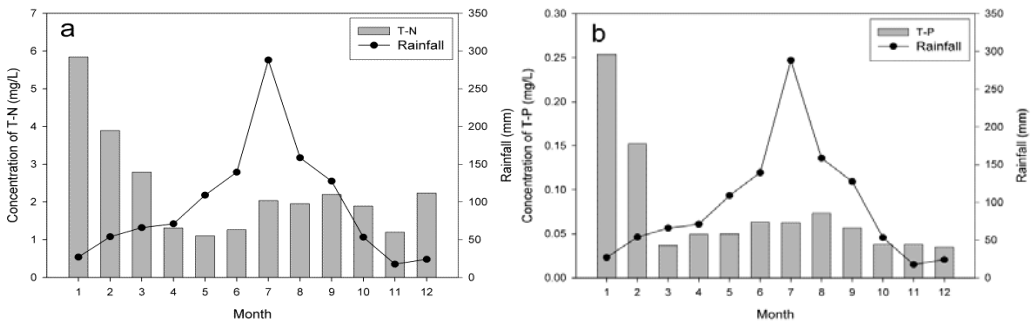 a
T-N
Rainfall
Concentration of T-N (mg/L)
7
6
5
4
3
2
1
0
350
300
250
200
150
100
50
0
Rainfall (mm)
1 2 3 4 5 6 7 8 9 10 11 12
Month
b
T-P
Rainfall
Concentration of T-P (mg/L)
0.30
0.25
0.20
0.15
0.10
0.05
0.00
350
300
250
200
150
100
50
0
Rainfall (mm)
1 2 3 4 5 6 7 8 9 10 11 12
Month